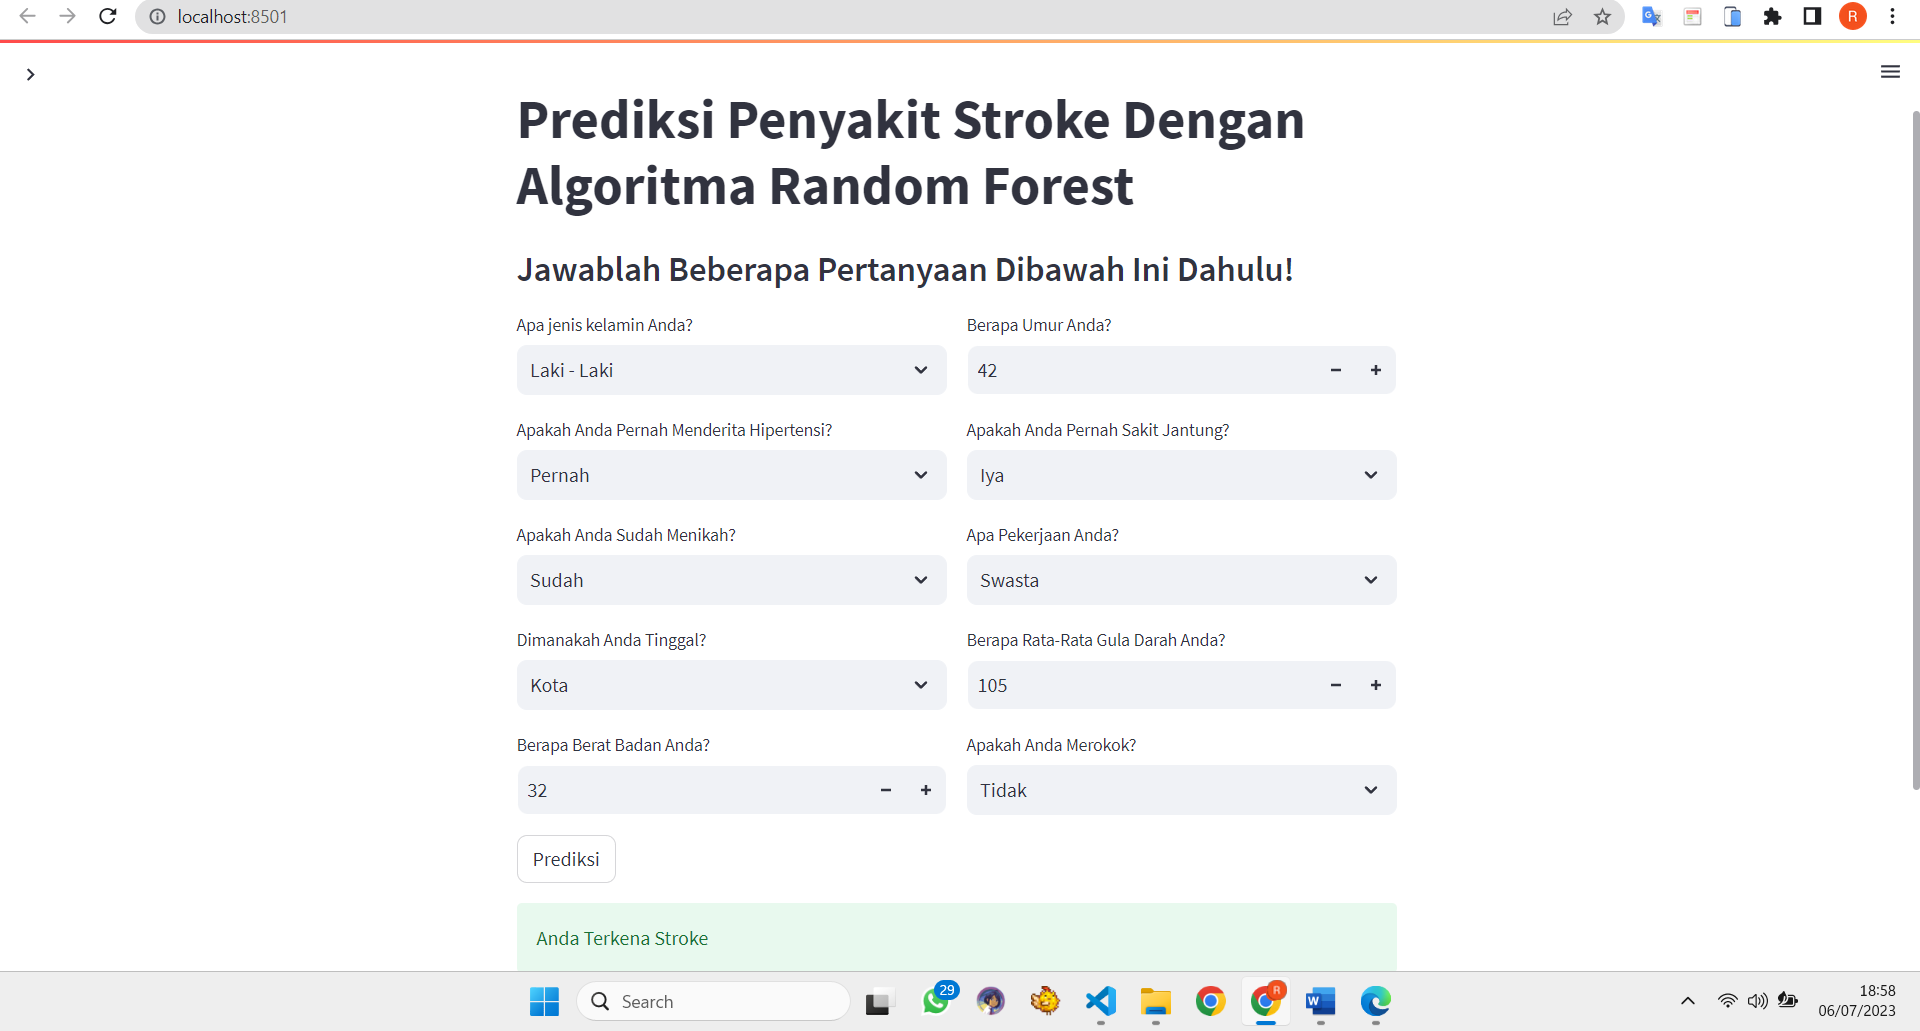 localhost:8501
R
Prediksi Penyakit Stroke Dengan
Algoritma Random Forest
Jawablah Beberapa Pertanyaan Dibawah Ini Dahulu!
Apa jenis kelamin Anda?
Laki - Laki
Berapa Umur Anda?
42
Apakah Anda Pernah Menderita Hipertensi?
Pernah
Apakah Anda Pernah Sakit Jantung?
Iya
Apakah Anda Sudah Menikah?
Sudah
Apa Pekerjaan Anda?
Swasta
Dimanakah Anda Tinggal?
Kota
Berapa Rata-Rata Gula Darah Anda?
105
Berapa Berat Badan Anda?
32
Apakah Anda Merokok?
Tidak
Prediksi
Anda Terkena Stroke
Search
29
R
W
18:58
06/07/2023